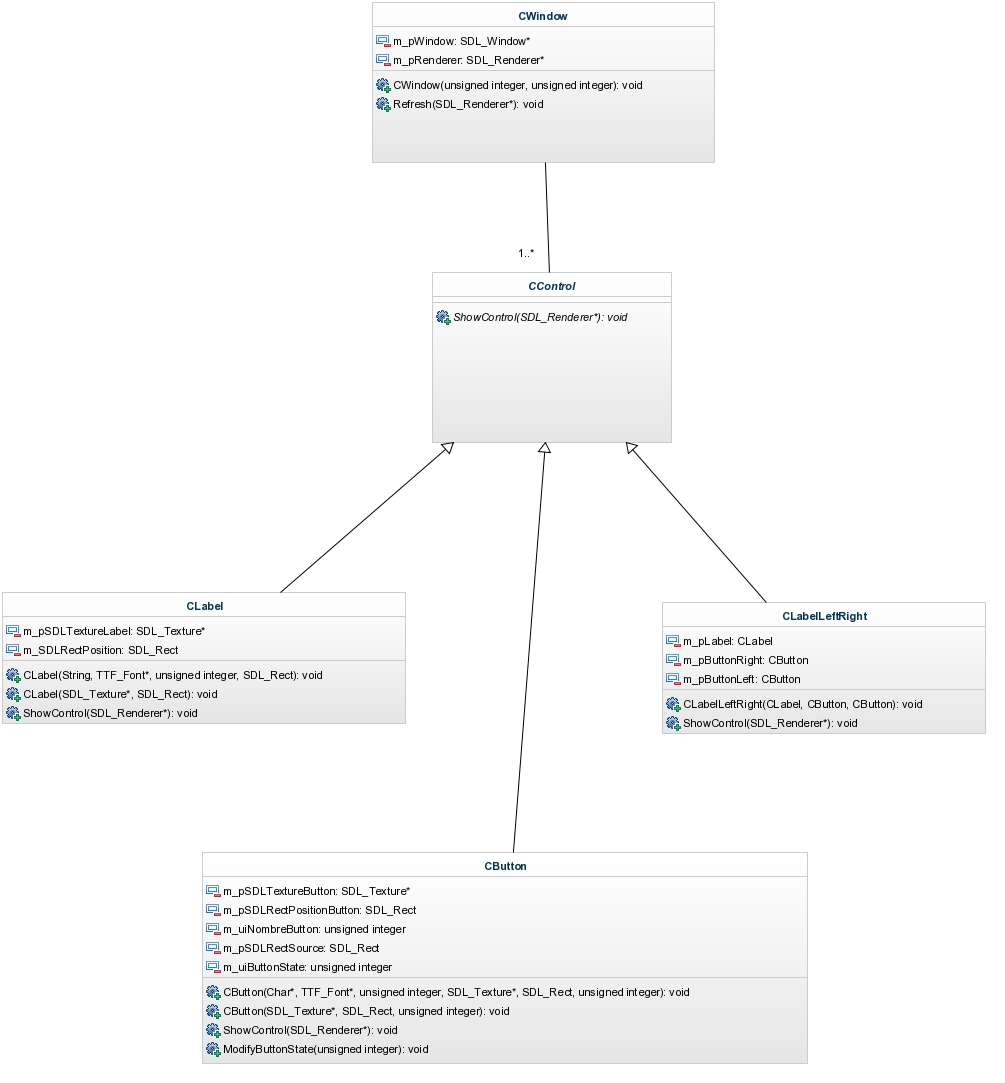 CWindow
m_pWindow: SDL_Window*
m_pRenderer: SDL_Renderer*
CWindow(unsigned integer, unsigned integer): void
Refresh(SDL_Renderer*): void
1..*
CControl
ShowControl(SDL_Renderer*): void
CLabel
m_pSDLTextureLabel: SDL_Texture*
m_SDLRectPosition: SDL_Rect
CLabel(String, TTF_Font*, unsigned integer, SDL_Rect): void
CLabel(SDL_Texture*, SDL_Rect): void
ShowControl(SDL_Renderer*): void
CLabelLeftRight
m_pLabel: CLabel
m_pButtonRight: CButton
m_pButtonLeft: CButton
CLabelLeftRight(CLabel, CButton, CButton): void
ShowControl(SDL_Renderer*): void
CButton
m_pSDLTextureButton: SDL_Texture*
m_pSDLRectPositionButton: SDL_Rect
m_uiNombreButton: unsigned integer
m_pSDLRectSource: SDL_Rect
m_uiButtonState: unsigned integer
CButton(Char*, TTF_Font*, unsigned integer, SDL_Texture*, SDL_Rect, unsigned integer): void
CButton(SDL_Texture*, SDL_Rect, unsigned integer): void
ShowControl(SDL_Renderer*): void
ModifyButtonState(unsigned integer): void